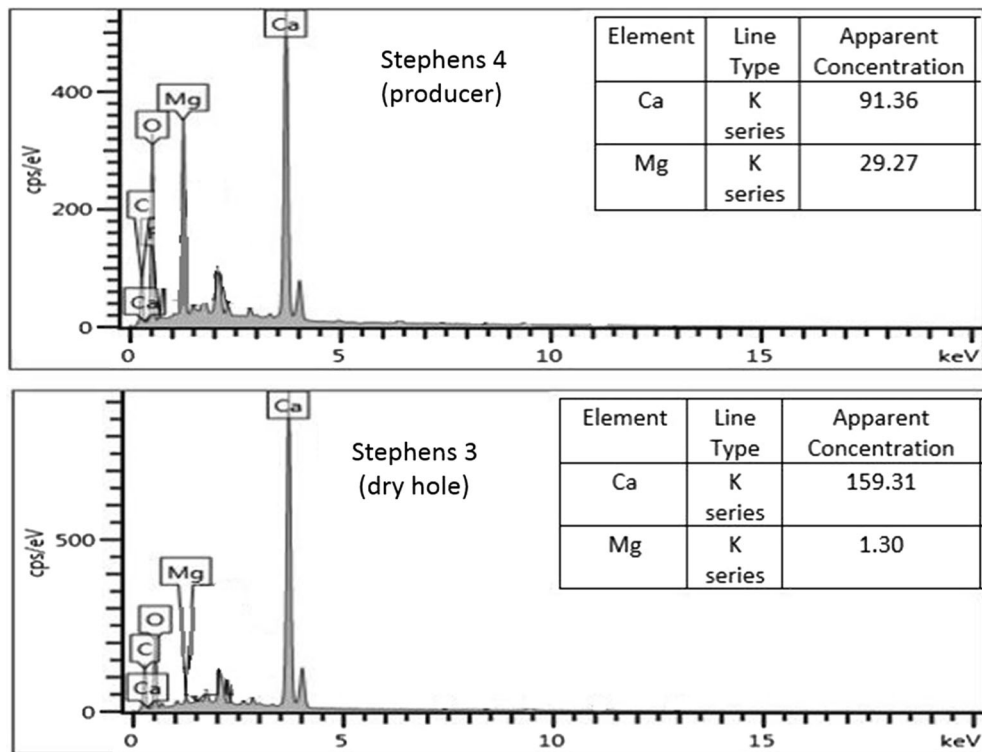 Ca
Stephens 4
(producer)
400
Mg
O
cps/eV
200
C
Ca
0
0
5
10
15
keV
Element Line Type Apparent Concentration
Ca K series 91.36
Mg K series 29.27
Ca
Stephens 3
(dry hole)
500
cps/eV
Mg
O
C
Ca
0
0
5
10
15
keV
Element Line Type Apparent Concentration
Ca K series 159.31
Mg K series 1.30